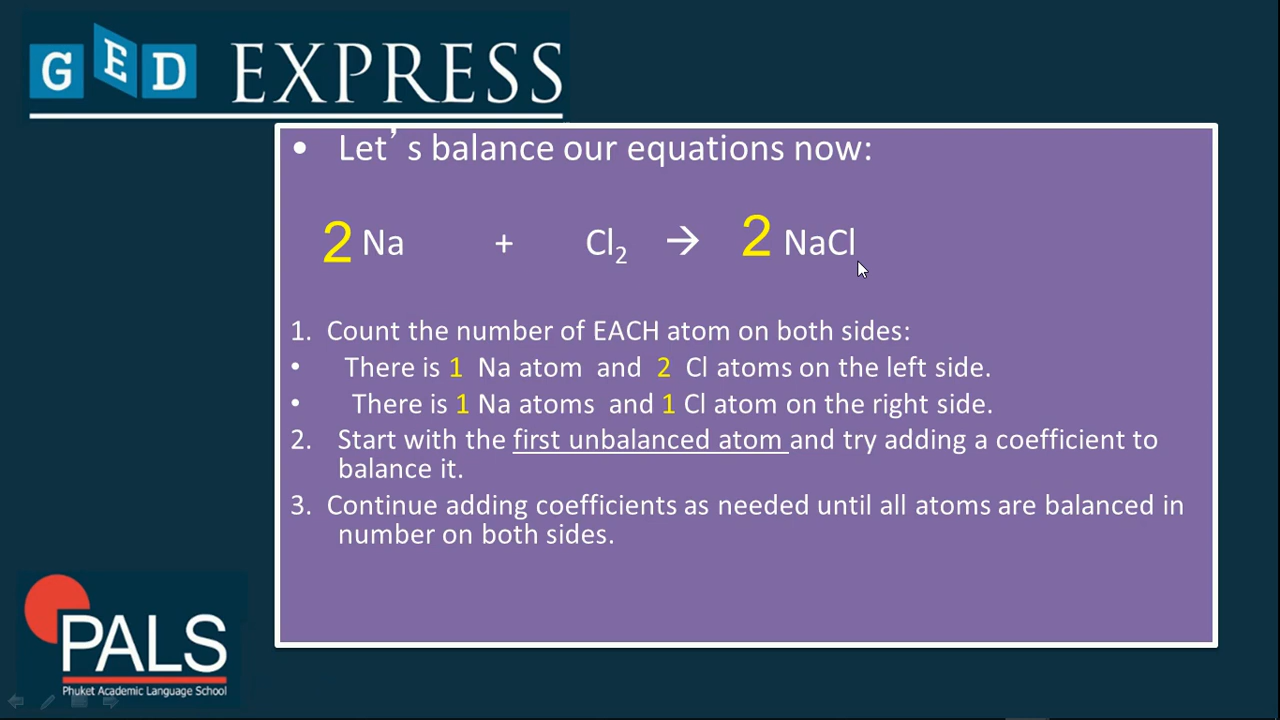 GED EXPRESS
• Let's balance our equations now:
2 Na + Cl₂ → 2 NaCl
1. Count the number of EACH atom on both sides:
• There is 1 Na atom and 2 Cl atoms on the left side.
• There is 1 Na atoms and 1 Cl atom on the right side.
2. Start with the first unbalanced atom and try adding a coefficient to
balance it.
3. Continue adding coefficients as needed until all atoms are balanced in
number on both sides.
PALS
Phuket Academic Language School